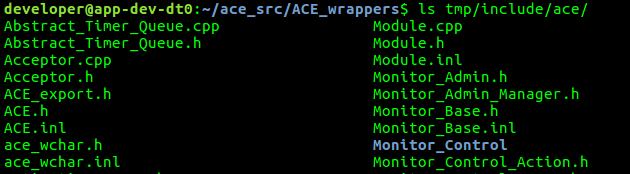 developer@app-dev-dt0:~/ace_src/ACE_wrappers$ ls tmp/include/ace/
Abstract_Timer_Queue.cpp Module.cpp
Abstract_Timer_Queue.h Module.h
Acceptor.cpp Module.inl
Acceptor.h Monitor_Admin.h
ACE_export.h Monitor_Admin_Manager.h
ACE.h Monitor_Base.h
ACE.inl Monitor_Base.inl
ace_wchar.h Monitor_Control
ace_wchar.inl Monitor_Control_Action.h